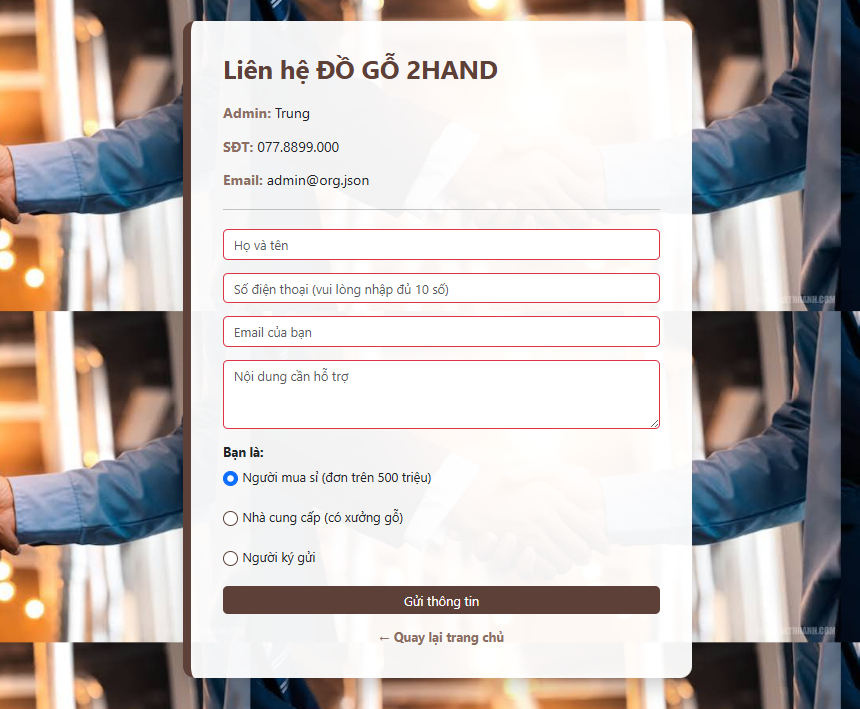 Liên hệ ĐỒ GỖ 2HAND
Admin: Trung
SĐT: 077.8899.000
Email: admin@org.json
Họ và tên
Số điện thoại (vui lòng nhập đủ 10 số)
Email của bạn
Nội dung cần hỗ trợ
Bạn là:
Người mua sỉ (đơn trên 500 triệu)
Nhà cung cấp (có xưởng gỗ)
Người ký gửi
Gửi thông tin
← Quay lại trang chủ